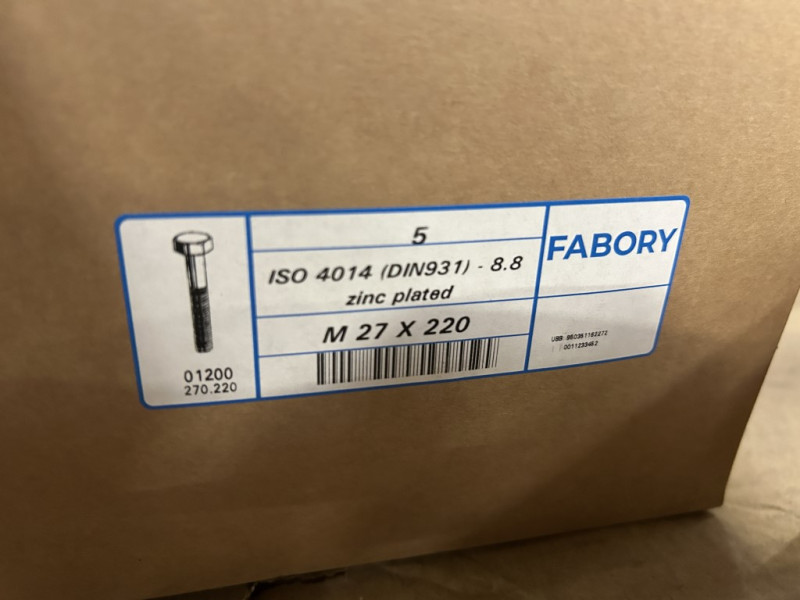 5
ISO 4014 (DIN931) - 8.8
zinc plated
M 27 X 220
01200
270.220
FABORY